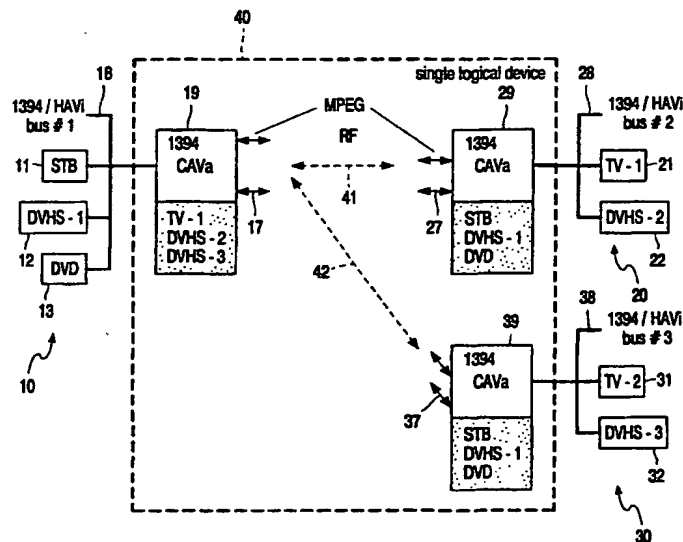 40
single logical device
18
1394 / HAVi
bus # 1
11
STB
DVHS - 1
12
DVD
13
10
19
1394
CAVa
TV - 1
DVHS - 2
DVHS - 3
17
MPEG
RF
41
42
29
1394
CAVa
27
STB
DVHS - 1
DVD
28
1394 / HAVi
bus # 2
TV - 1
21
DVHS - 2
22
20
39
1394
CAVa
37
STB
DVHS - 1
DVD
38
1394 / HAVi
bus # 3
TV - 2
31
DVHS - 3
32
30